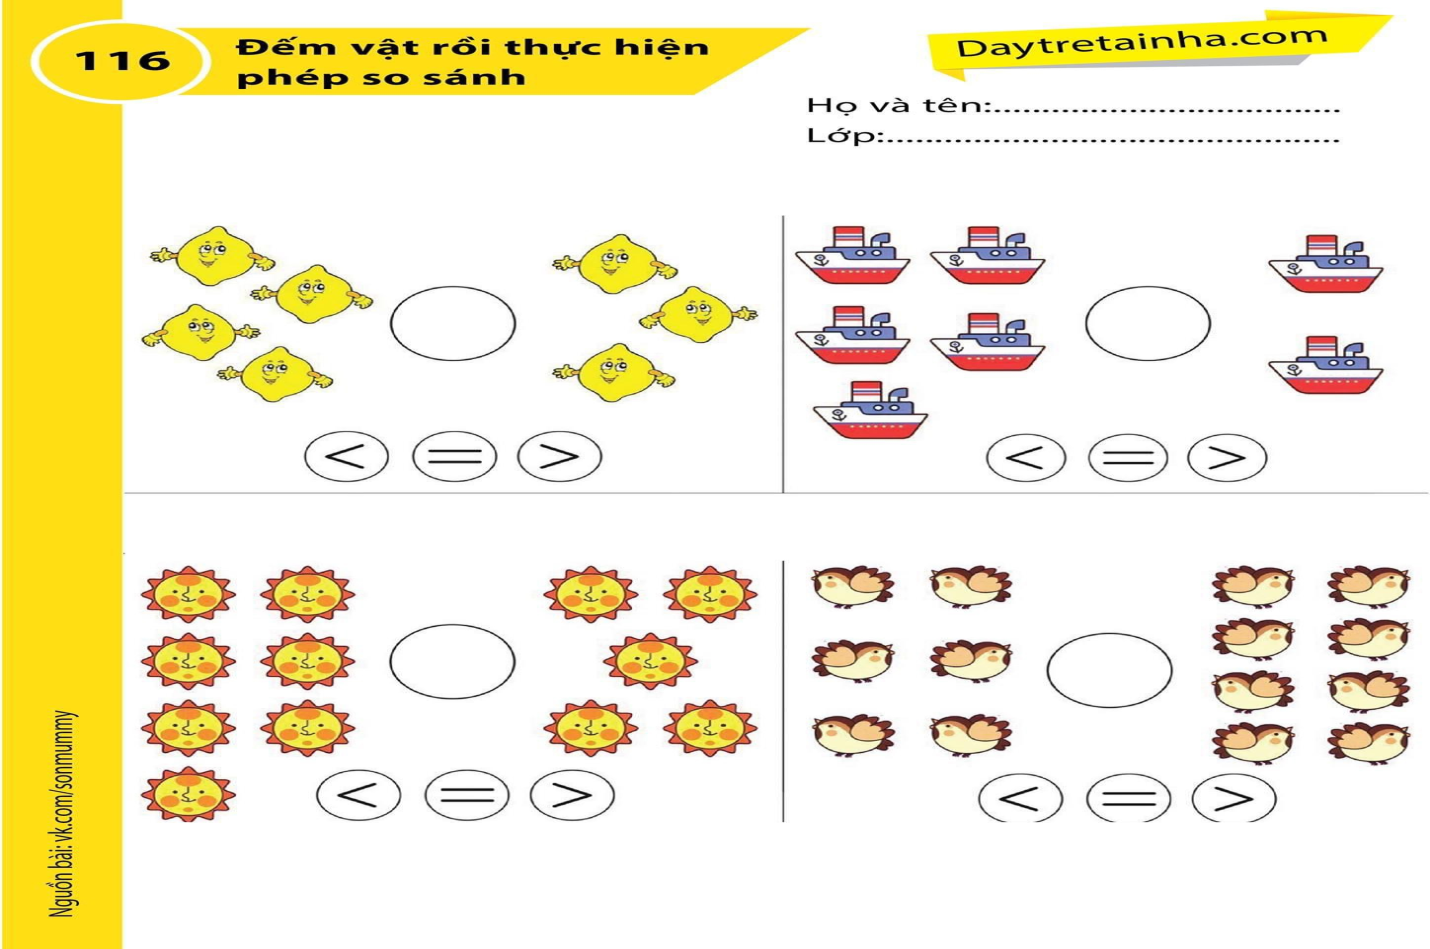 116
Đếm vật rồi thực hiện
phép so sánh
Daytretainha.com
Họ và tên:....................................
Lớp:................................................
< = >
< = >
< = >
< = >
Nguồn bài: vk.com/sonmummy